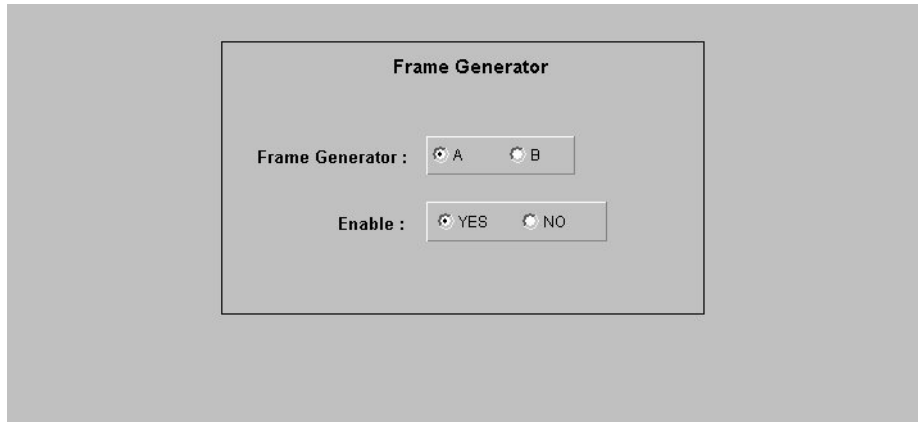 Frame Generator
Frame Generator : A B
Enable : YES NO